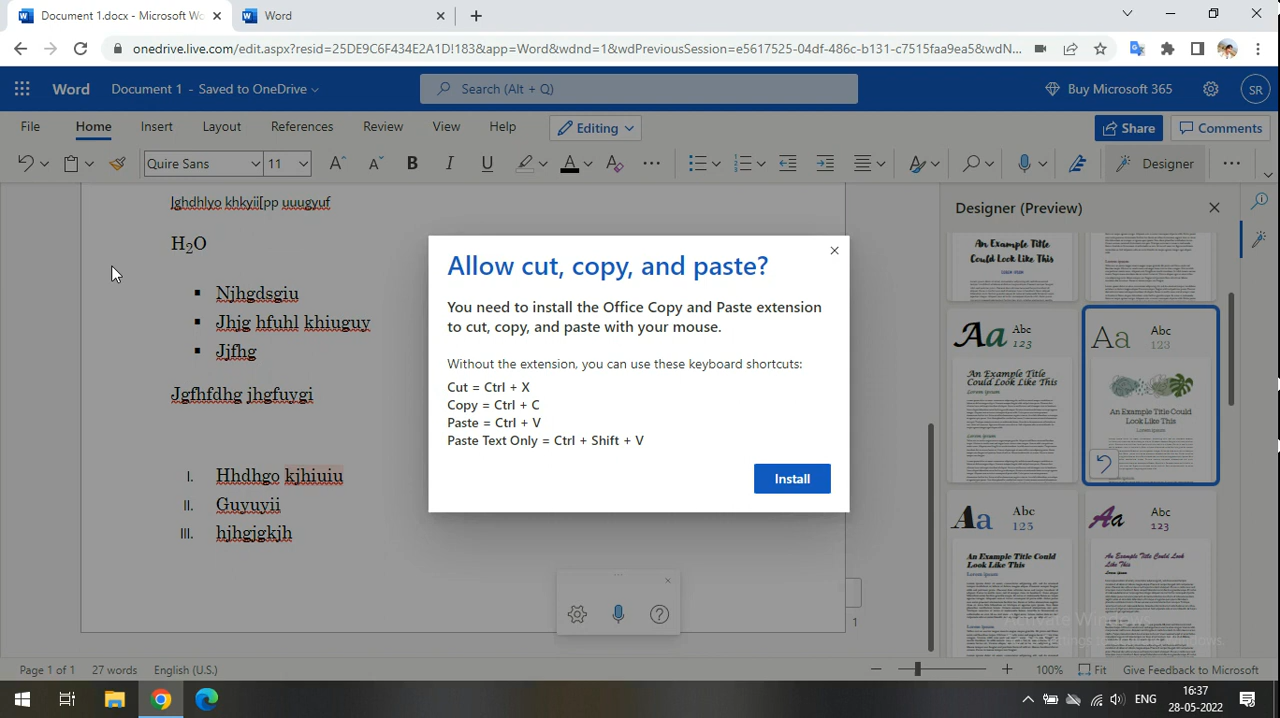 Document 1.docx - Microsoft Wo
Word
onedrive.live.com/edit.aspx?resid=25DE9C6F434E2A1D!183&app=Word&wdnd=1&wdPreviousSession=e5617525-04df-486c-b131-c7515faa9ea5&wdN...
Word Document 1 - Saved to OneDrive
Search (Alt + Q)
Buy Microsoft 365
SR
File Home Insert Layout References Review View Help Editing Share Comments
Quire Sans 11 B I U A Designer
khkyii[pp uuugyuf
Designer (Preview)
H2O
Njhgdsgiu
Jhjg hfuhl khiuguy
Jjfhg
Jgfhfdhg jhgfuygi
I. Hhdhgo kjhiuiu
II. Guyuyii
III. hjhgjgkjh
Allow cut, copy, and paste?
You need to install the Office Copy and Paste extension
to cut, copy, and paste with your mouse.
Without the extension, you can use these keyboard shortcuts:
Cut = Ctrl + X
Copy = Ctrl + C
Paste = Ctrl + V
Paste Text Only = Ctrl + Shift + V
Install
An Example Title
Could Look Like This
Aa Abc
123
An Example Title
Could Look Like This
Aa Abc
123
An Example Title Could
Look Like This
Lorem Ipsum
Aa Abc
123
An Example Title Could
Look Like This
Aa Abc
123
An Example Title Could Look
Like This
1
Page 1 of 1 27 words English (U.S.)
100% Fit Give Feedback to Microsoft
ENG
16:37
28-05-2022